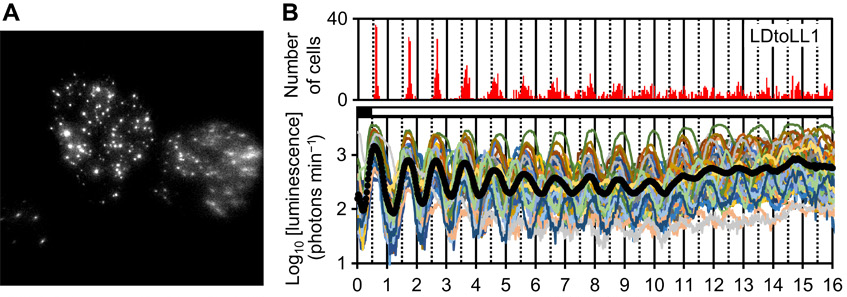 A
B
40
0
Number
of cells
LDtoLL1
Log10 [luminescence]
(photons min−1)
3
2
1
0 1 2 3 4 5 6 7 8 9 10 11 12 13 14 15 16